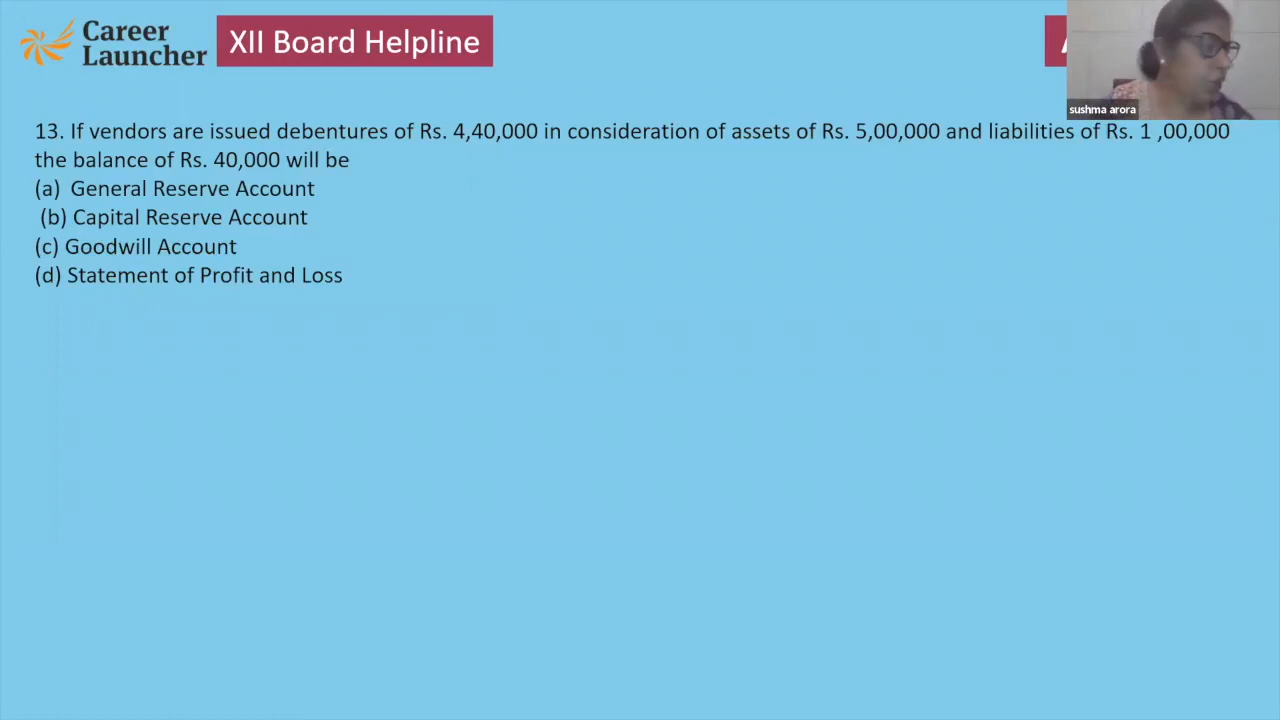 Career
Launcher
XII Board Helpline
sushma arora
13. If vendors are issued debentures of Rs. 4,40,000 in consideration of assets of Rs. 5,00,000 and liabilities of Rs. 1 ,00,000
the balance of Rs. 40,000 will be
(a) General Reserve Account
(b) Capital Reserve Account
(c) Goodwill Account
(d) Statement of Profit and Loss